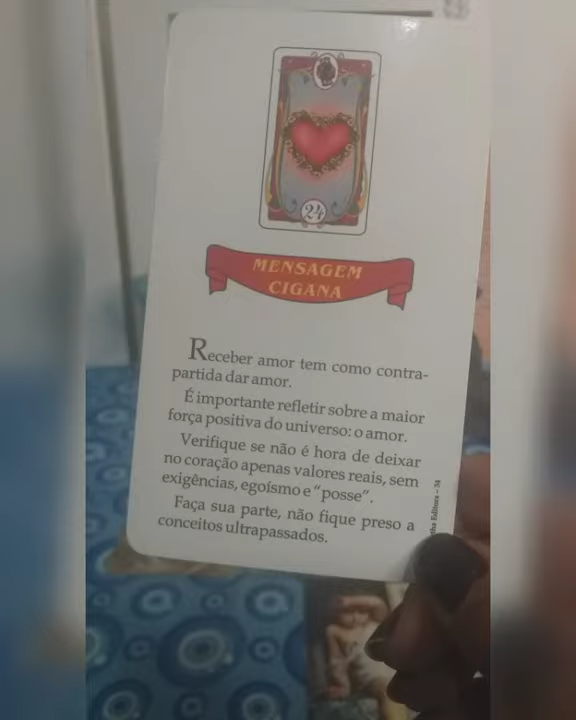 24
MENSAGEM
CIGANA
Receber amor tem como contra-
partida dar amor.
É importante refletir sobre a maior
força positiva do universo: o amor.
Verifique se não é hora de deixar
no coração apenas valores reais, sem
exigências, egoísmo e “posse”.
Faça sua parte, não fique preso a
conceitos ultrapassados.
Editora – 34